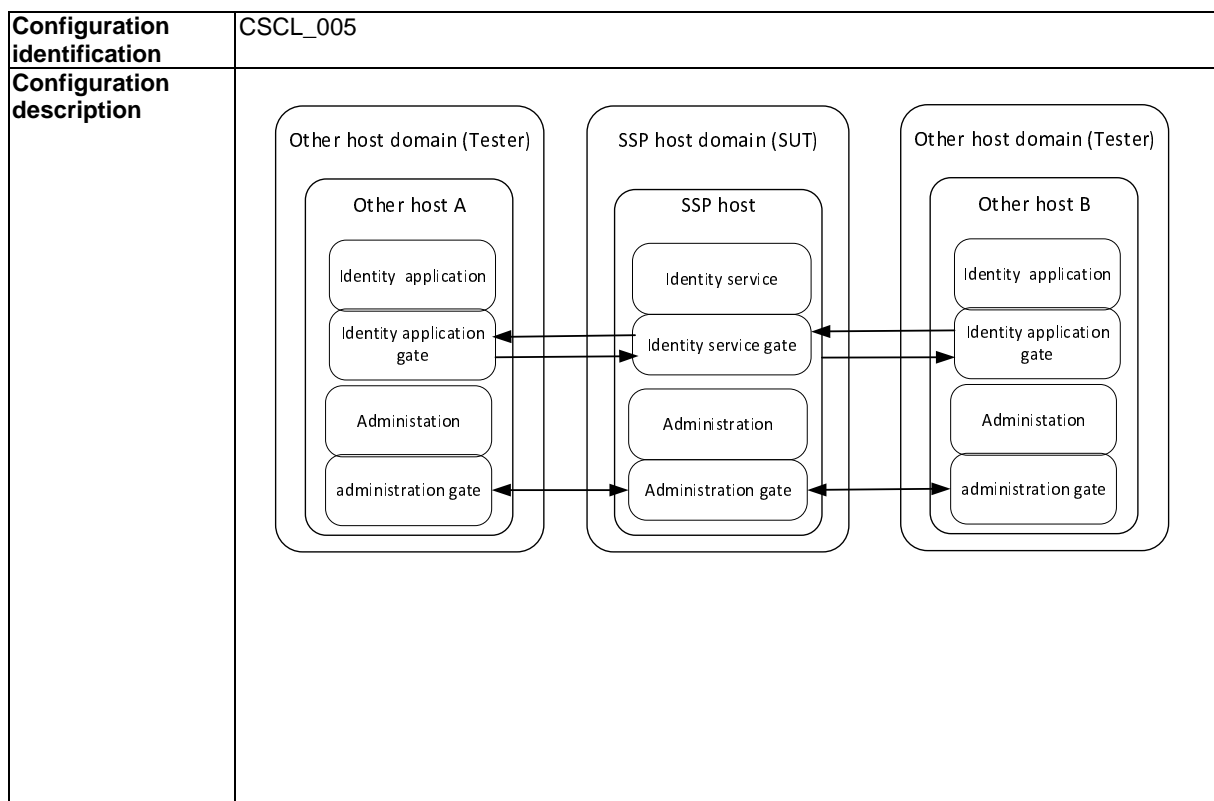 Configuration
identification
CSCL_005
Configuration
description
Other host domain (Tester)
Other host A
Identity application
Identity application
gate
Administation
administration gate
SSP host domain (SUT)
SSP host
Identity service
Identity service gate
Administration
Administration gate
Other host domain (Tester)
Other host B
Identity application
Identity application
gate
Administation
administration gate